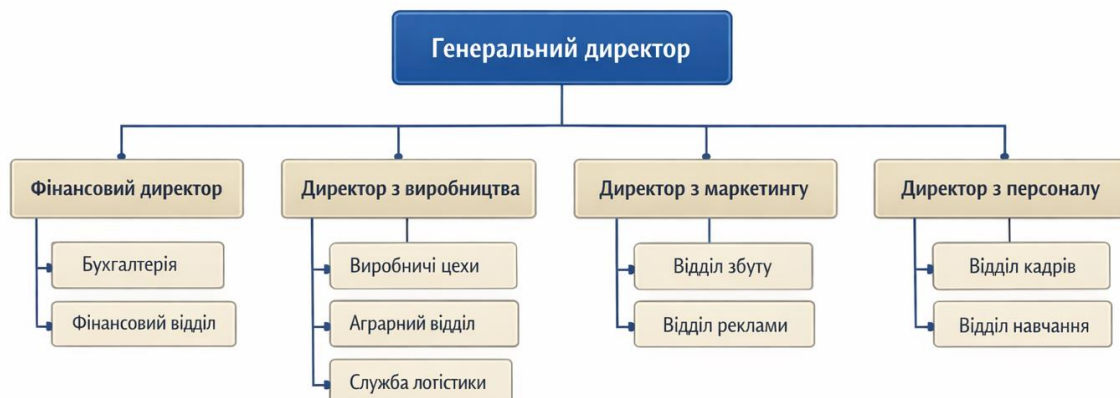 Генеральний директор
Фінансовий директор
Директор з виробництва
Директор з маркетингу
Директор з персоналу
Бухгалтерія
Виробничі цехи
Відділ збуту
Відділ кадрів
Фінансовий відділ
Аграрний відділ
Відділ реклами
Відділ навчання
Служба логістики